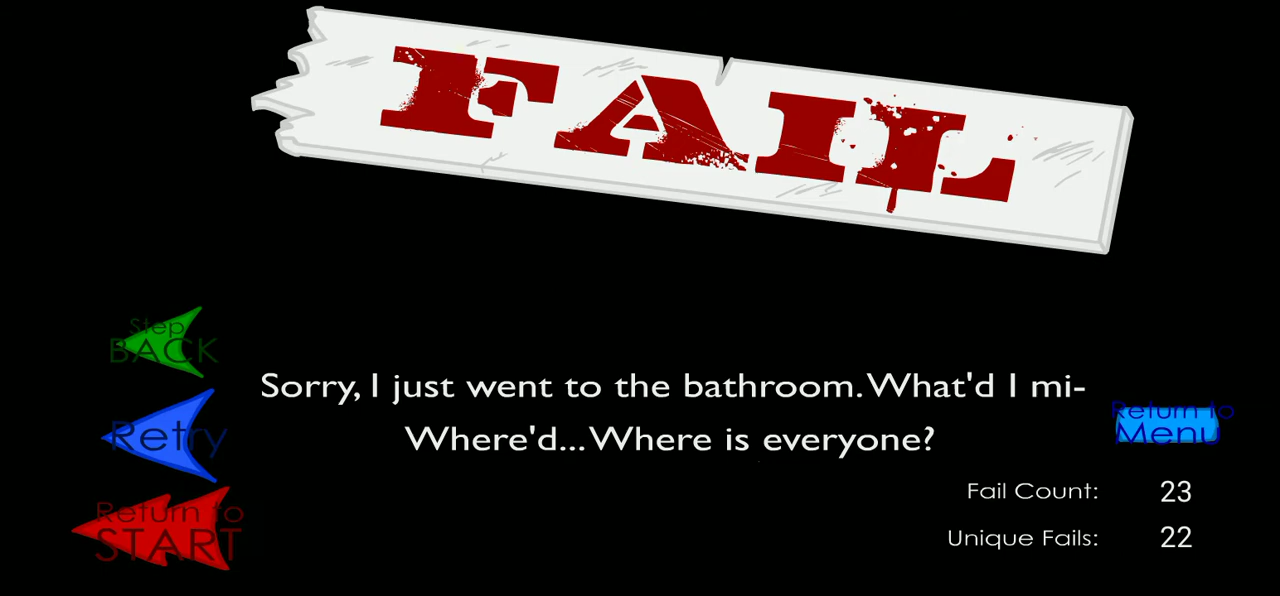 FAIL
Step
BACK
Retry
Return to
START
Sorry, I just went to the bathroom. What'd I mi-
Where'd... Where is everyone?
Return to
Menu
Fail Count: 23
Unique Fails: 22